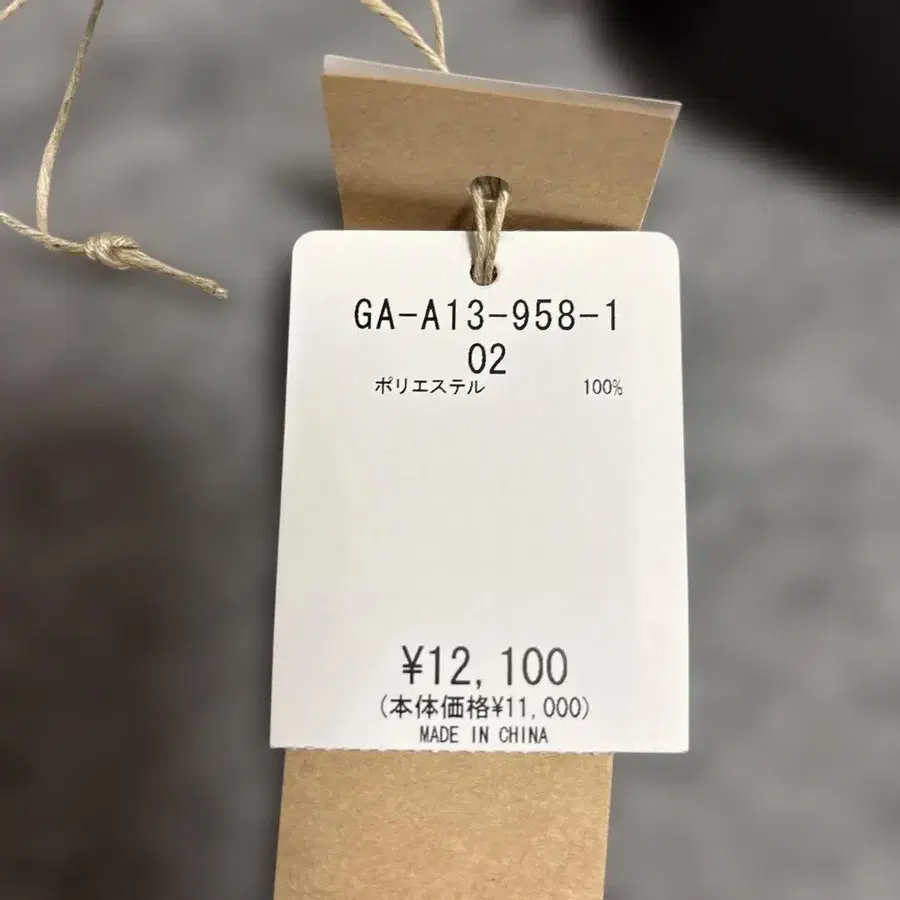 GA-A13-958-1
02
ポリエステル 100%
¥12,100
(本体価格¥11,000)
MADE IN CHINA